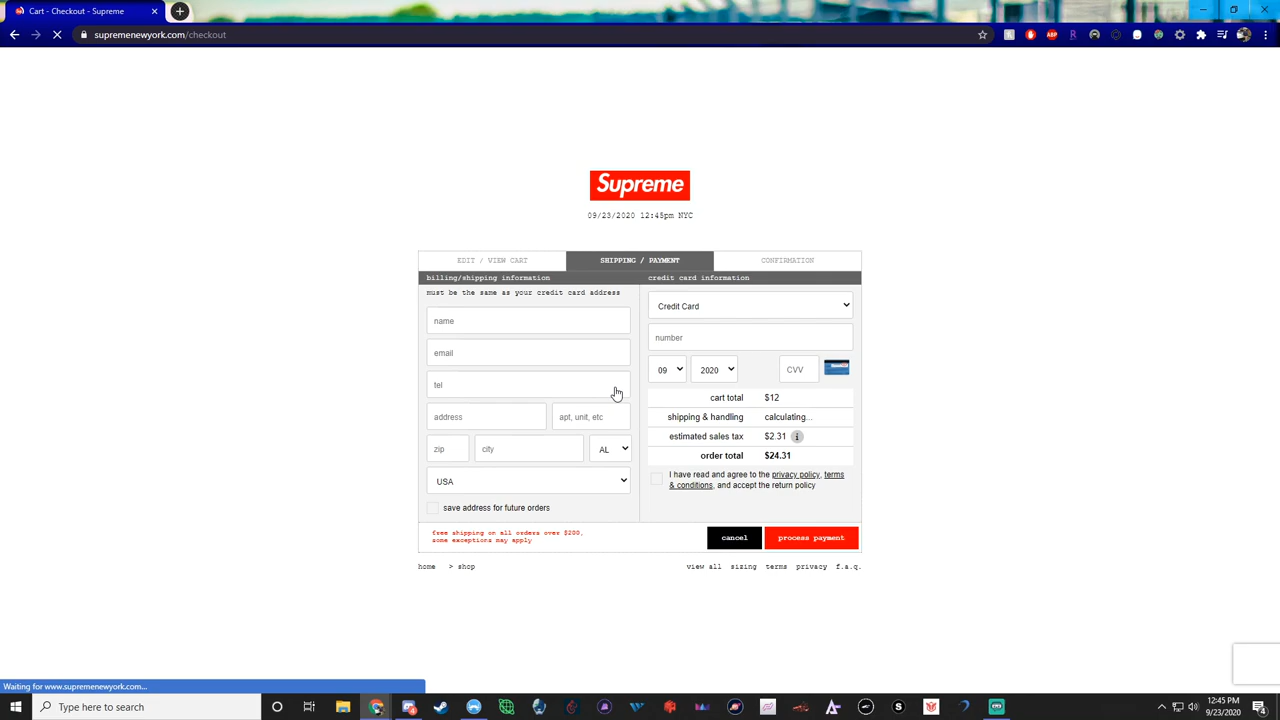 Cart - Checkout - Supreme
supremenewyork.com/checkout
ABP
Supreme
09/23/2020 12:45pm NYC
EDIT / VIEW CART
SHIPPING / PAYMENT
CONFIRMATION
billing/shipping information
credit card information
must be the same as your credit card address
Credit Card
name
number
email
09
2020
CVV
tel
cart total $12
address
apt, unit, etc
shipping & handling calculating...
estimated sales tax $2.31 i
zip
city
AL
order total $24.31
USA
I have read and agree to the privacy policy, terms
& conditions, and accept the return policy
save address for future orders
free shipping on all orders over $200,
some exceptions may apply
cancel
process payment
home > shop
view all sizing terms privacy f.a.q.
Waiting for www.supremenewyork.com...
Type here to search
12:45 PM
9/23/2020